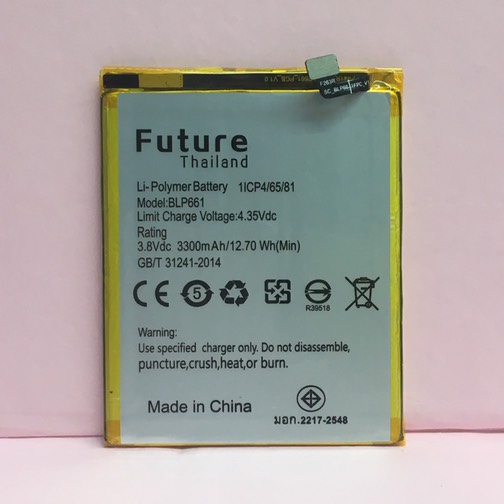 Future
Thailand
Li-Polymer Battery 1ICP4/65/81
Model:BLP661
Limit Charge Voltage:4.35Vdc
Rating
3.8Vdc 3300mAh/12.70 Wh(Min)
GB/T 31241-2014
CE 5 R39518
Warning:
Use specified charger only. Do not disassemble,
puncture,crush,heat,or burn.
Made in China
มอก.2217-2548